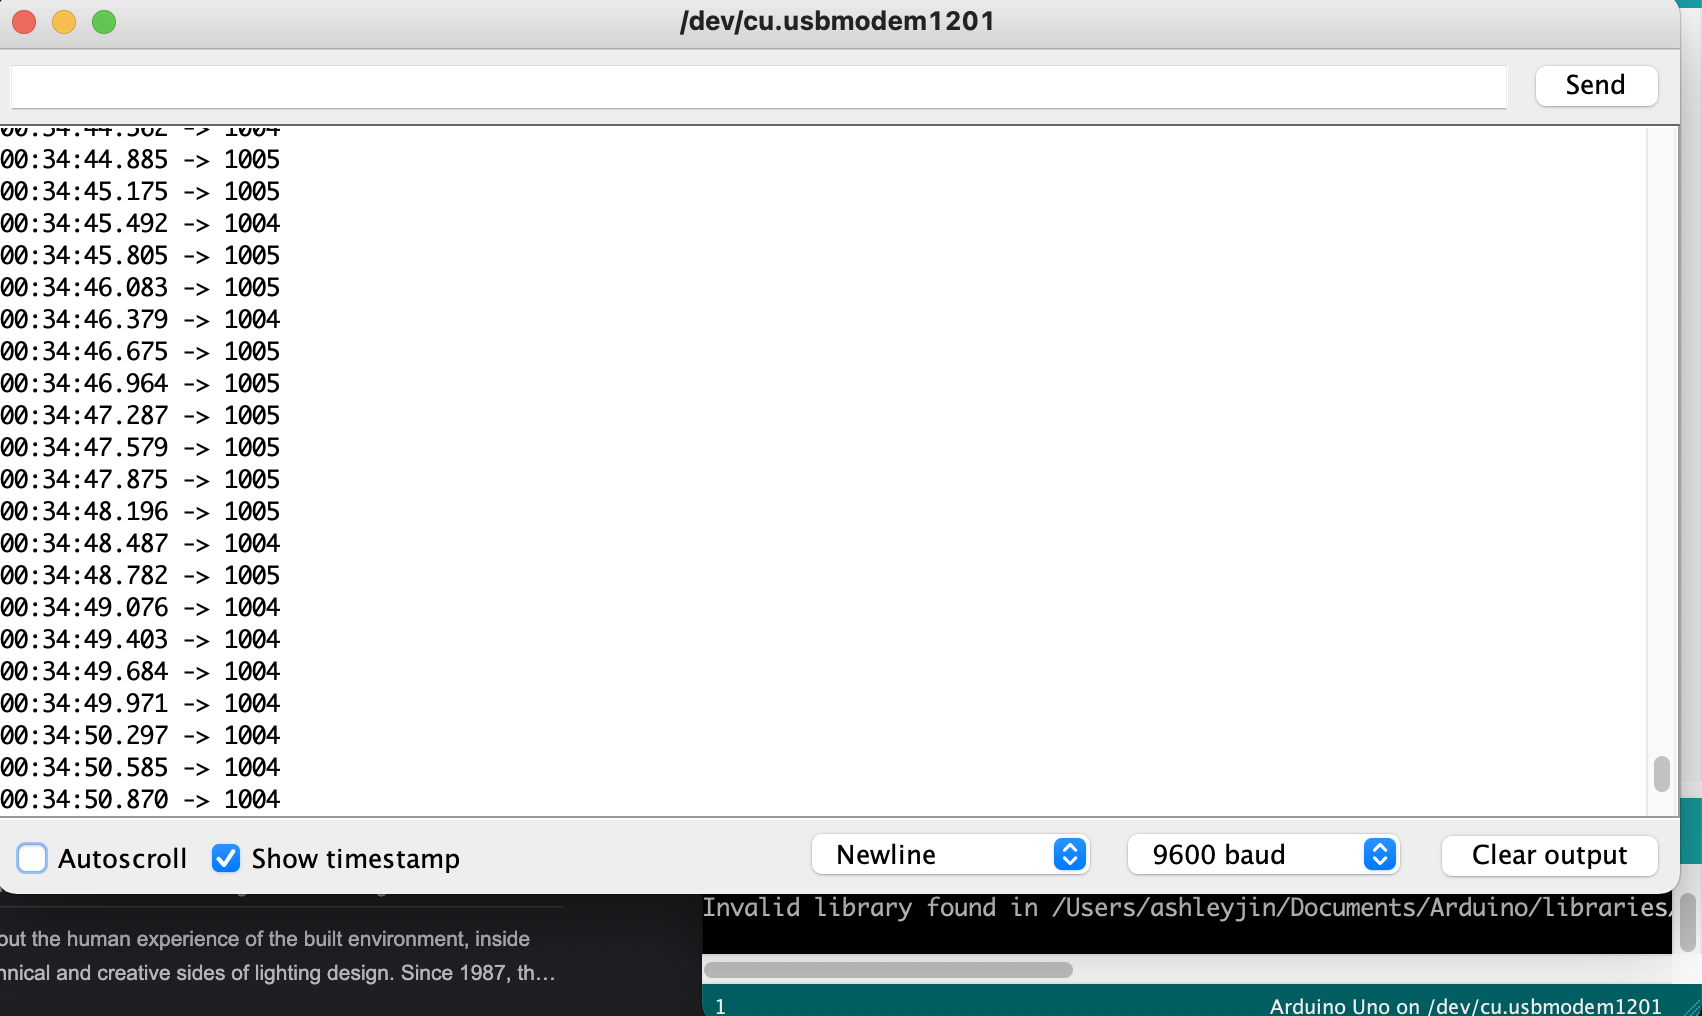 /dev/cu.usbmodem1201
Send
00:34:44.562 -> 1004
00:34:44.885 -> 1005
00:34:45.175 -> 1005
00:34:45.492 -> 1004
00:34:45.805 -> 1005
00:34:46.083 -> 1005
00:34:46.379 -> 1004
00:34:46.675 -> 1005
00:34:46.964 -> 1005
00:34:47.287 -> 1005
00:34:47.579 -> 1005
00:34:47.875 -> 1005
00:34:48.196 -> 1005
00:34:48.487 -> 1004
00:34:48.782 -> 1005
00:34:49.076 -> 1004
00:34:49.403 -> 1004
00:34:49.684 -> 1004
00:34:49.971 -> 1004
00:34:50.297 -> 1004
00:34:50.585 -> 1004
00:34:50.870 -> 1004
Autoscroll Show timestamp Newline 9600 baud Clear output
Invalid library found in /Users/ashleyjin/Documents/Arduino/libraries/
out the human experience of the built environment, inside
hnical and creative sides of lighting design. Since 1987, th...
1 Arduino Uno on /dev/cu.usbmodem1201